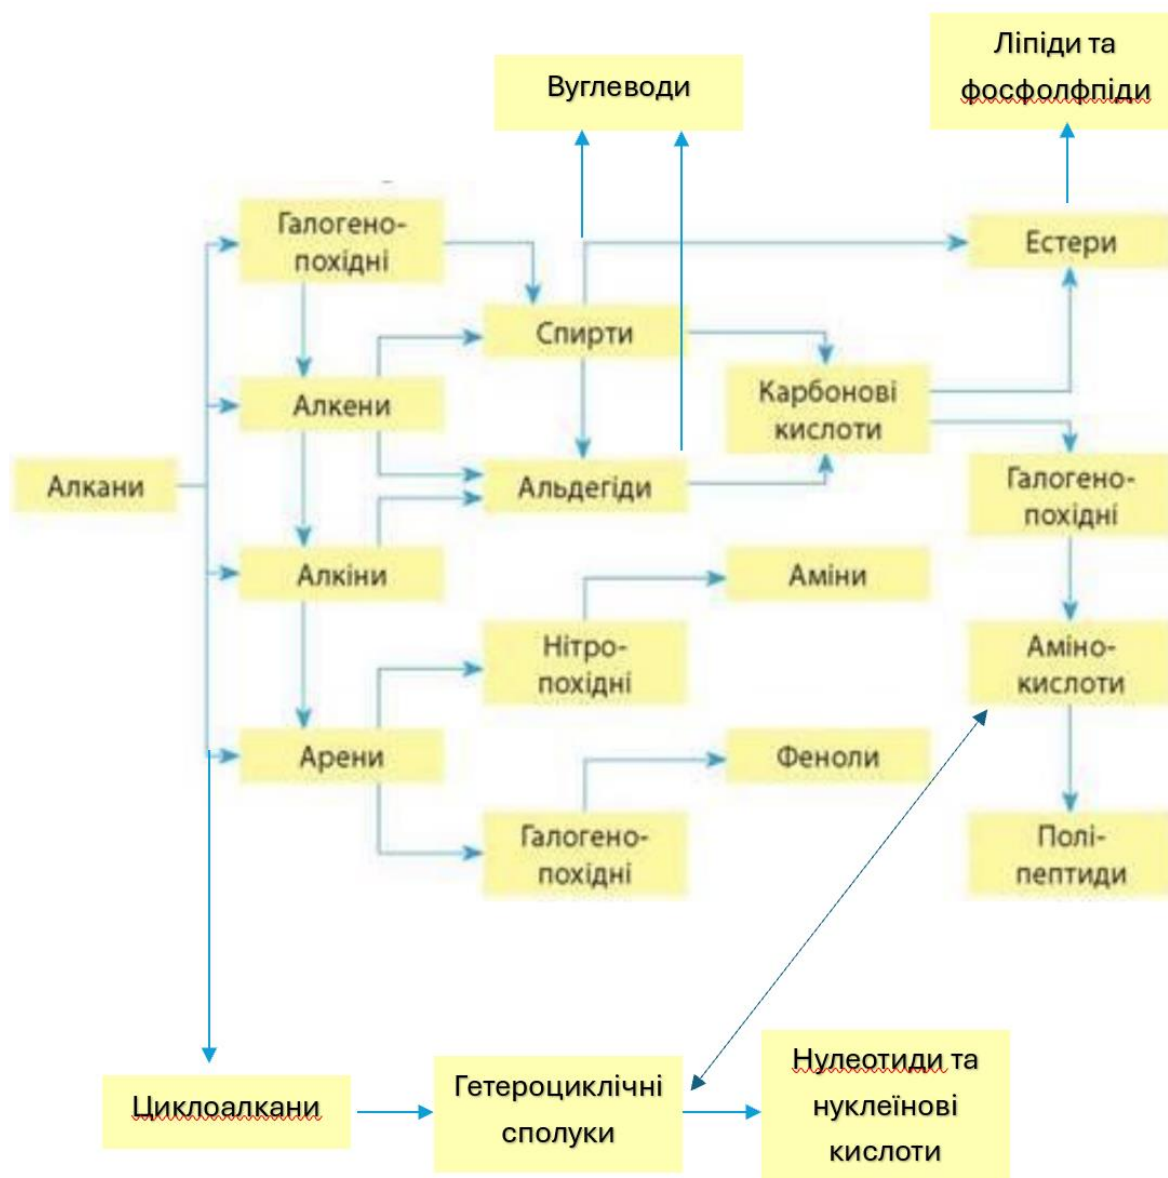 Ліпіди та
фосфолфпіди
Вуглеводи
Галогено-
похідні
Естери
Спирти
Алкени
Карбонові
кислоти
Алкани
Альдегіди
Галогено-
похідні
Алкіни
Аміни
Нітро-
похідні
Аміно-
кислоти
Арени
Феноли
Галогено-
похідні
Полі-
пептиди
Циклоалкани
Гетероциклічні
сполуки
Нулеотиди та
нуклеїнові
кислоти